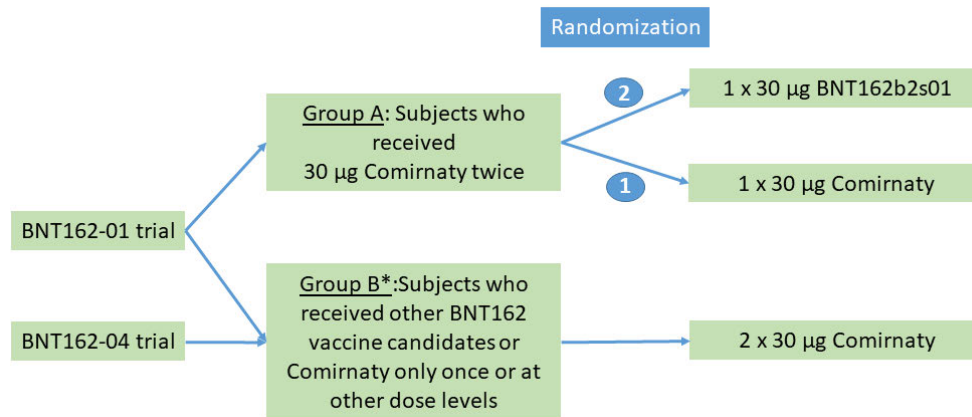 Randomization
2
1 x 30 µg BNT162b2s01
Group A: Subjects who
received
30 µg Comirnaty twice
1
1 x 30 µg Comirnaty
BNT162-01 trial
Group B*:Subjects who
received other BNT162
vaccine candidates or
Comirnaty only once or at
other dose levels
BNT162-04 trial
2 x 30 µg Comirnaty